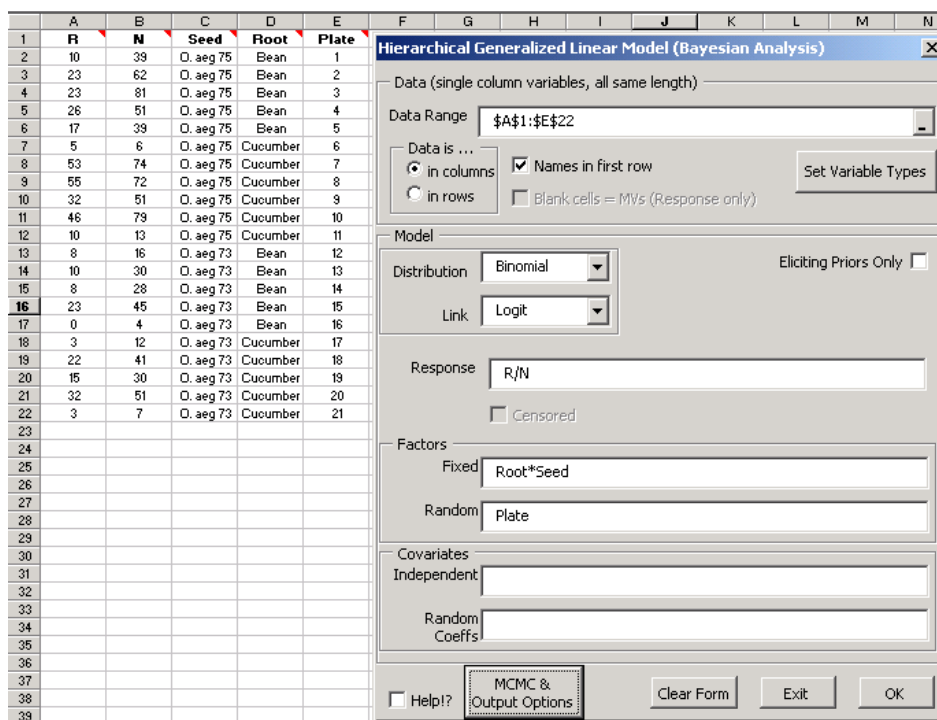 A B C D E F G H I J K L M N
1 R N Seed Root Plate
2 10 39 O. aeg 75 Bean 1
3 23 62 O. aeg 75 Bean 2
4 23 81 O. aeg 75 Bean 3
5 26 51 O. aeg 75 Bean 4
6 17 39 O. aeg 75 Bean 5
7 5 6 O. aeg 75 Cucumber 6
8 53 74 O. aeg 75 Cucumber 7
9 55 72 O. aeg 75 Cucumber 8
10 32 51 O. aeg 75 Cucumber 9
11 46 79 O. aeg 75 Cucumber 10
12 10 13 O. aeg 75 Cucumber 11
13 8 16 O. aeg 73 Bean 12
14 10 30 O. aeg 73 Bean 13
15 8 28 O. aeg 73 Bean 14
16 23 45 O. aeg 73 Bean 15
17 0 4 O. aeg 73 Bean 16
18 3 12 O. aeg 73 Cucumber 17
19 22 41 O. aeg 73 Cucumber 18
20 15 30 O. aeg 73 Cucumber 19
21 32 51 O. aeg 73 Cucumber 20
22 3 7 O. aeg 73 Cucumber 21
23
24
25
26
27
28
29
30
31
32
33
34
35
36
37
38
39
Hierarchical Generalized Linear Model (Bayesian Analysis)
Data (single column variables, all same length)
Data Range $A$1:$E$22
Data is ...
in columns
in rows
Names in first row
Blank cells = MVs (Response only)
Set Variable Types
Model
Distribution Binomial
Link Logit
Eliciting Priors Only
Response R/N
Censored
Factors
Fixed Root*Seed
Random Plate
Covariates
Independent
Random
Coeffs
Help!?
MCMC &
Output Options
Clear Form
Exit
OK